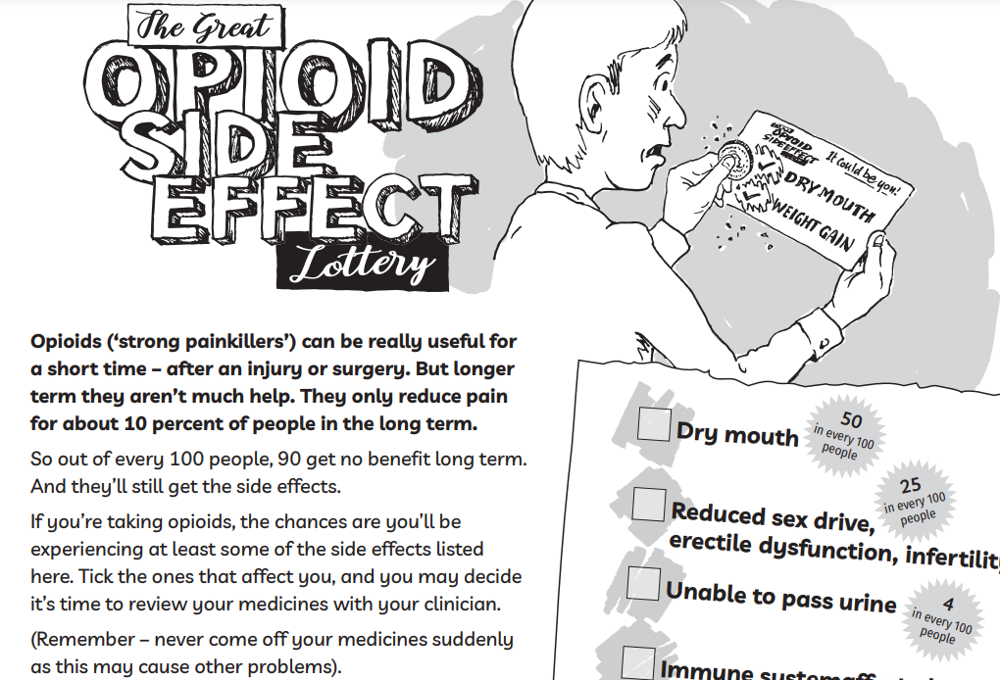 The Great
OPIOID
SIDE
EFFECT
Lottery
OPIOID
SIDE EFFECT
It could be you!
DRY MOUTH
WEIGHT GAIN
Opioids (‘strong painkillers’) can be really useful for
a short time – after an injury or surgery. But longer
term they aren’t much help. They only reduce pain
for about 10 percent of people in the long term.
So out of every 100 people, 90 get no benefit long term.
And they’ll still get the side effects.
If you’re taking opioids, the chances are you’ll be
experiencing at least some of the side effects listed
here. Tick the ones that affect you, and you may decide
it’s time to review your medicines with your clinician.
(Remember – never come off your medicines suddenly
as this may cause other problems).
Dry mouth
50
in every 100
people
Reduced sex drive,
erectile dysfunction, infertility
25
in every 100
people
Unable to pass urine
4
in every 100
people
Immune system